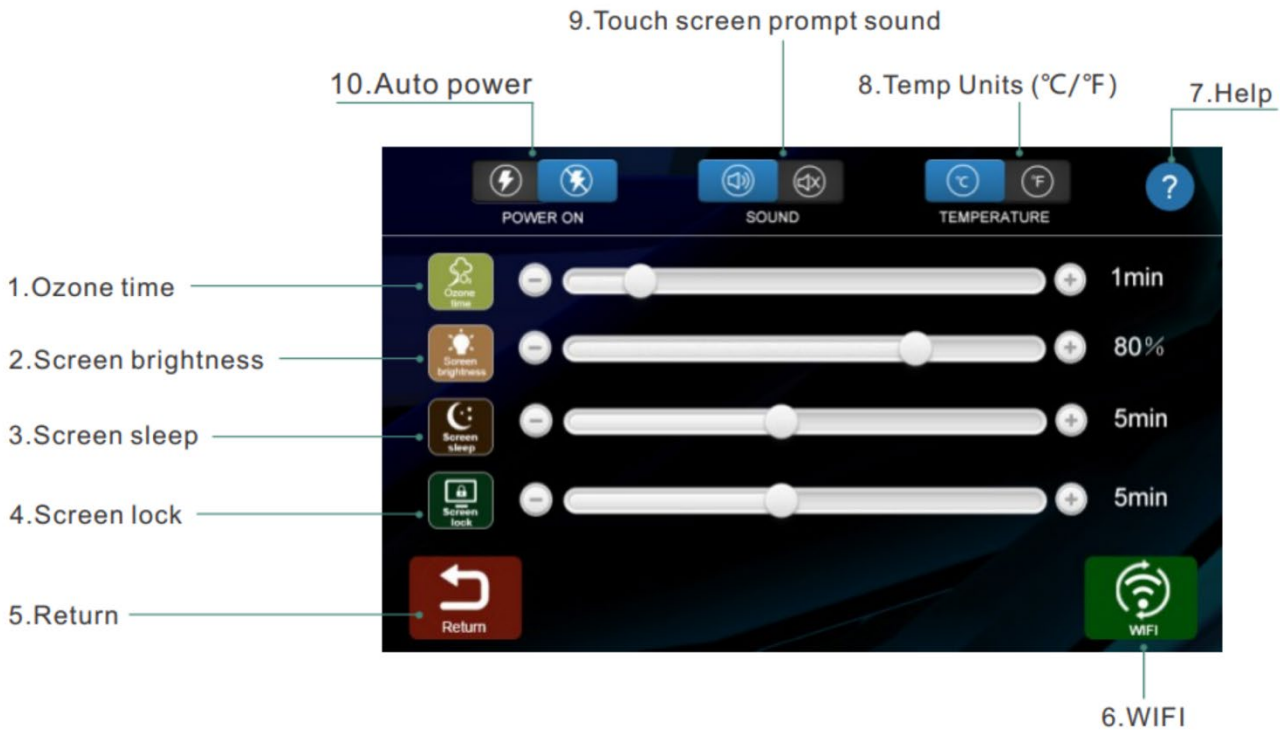 9.Touch screen prompt sound
10.Auto power
8.Temp Units (℃/℉)
7.Help
℃
℉
?
POWER ON
SOUND
TEMPERATURE
1.Ozone time
O₃
Ozone
time
1min
2.Screen brightness
Screen
brightness
80%
3.Screen sleep
Screen
sleep
5min
4.Screen lock
Screen
lock
5min
5.Return
Return
WIFI
6.WIFI